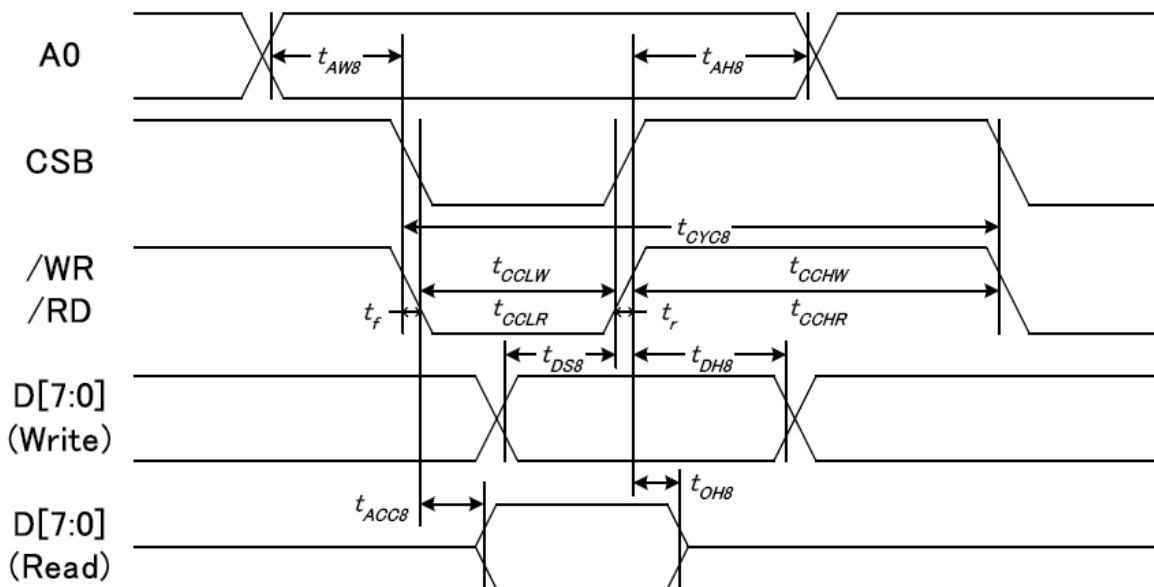 A0
t_AW8
t_AH8
CSB
t_CYC8
/WR
/RD
t_CCLW
t_CCHW
t_f
t_CCLR
t_r
t_CCHR
t_DS8
t_DH8
D[7:0]
(Write)
t_ACC8
t_OH8
D[7:0]
(Read)